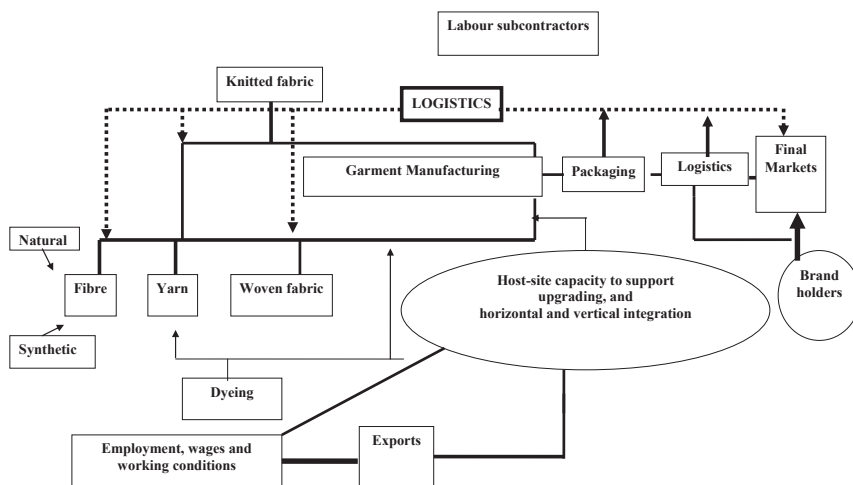 Labour subcontractors
Knitted fabric
LOGISTICS
Garment Manufacturing
Packaging
Logistics
Final
Markets
Natural
Fibre
Yarn
Woven fabric
Host-site capacity to support
upgrading, and
horizontal and vertical integration
Brand
holders
Synthetic
Dyeing
Employment, wages and
working conditions
Exports